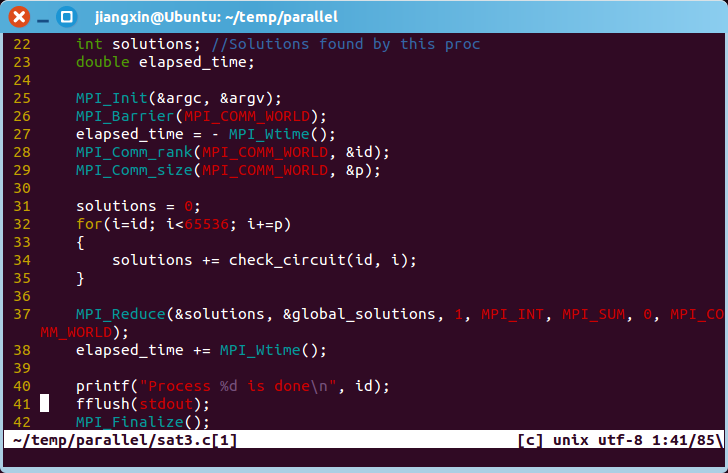 jiangxin@Ubuntu: ~/temp/parallel
22 int solutions; //Solutions found by this proc
23 double elapsed_time;
24
25 MPI_Init(&argc, &argv);
26 MPI_Barrier(MPI_COMM_WORLD);
27 elapsed_time = - MPI_Wtime();
28 MPI_Comm_rank(MPI_COMM_WORLD, &id);
29 MPI_Comm_size(MPI_COMM_WORLD, &p);
30
31 solutions = 0;
32 for(i=id; i<65536; i+=p)
33 {
34 solutions += check_circuit(id, i);
35 }
36
37 MPI_Reduce(&solutions, &global_solutions, 1, MPI_INT, MPI_SUM, 0, MPI_CO
MM_WORLD);
38 elapsed_time += MPI_Wtime();
39
40 printf("Process %d is done\n", id);
41 fflush(stdout);
42 MPI_Finalize();
~/temp/parallel/sat3.c[1] [c] unix utf-8 1:41/85\